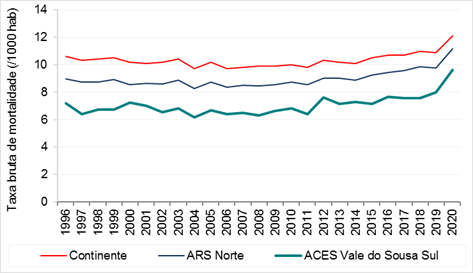 Taxa bruta de mortalidade (/1000 hab)
14
12
10
8
6
4
2
0
1996 1997 1998 1999 2000 2001 2002 2003 2004 2005 2006 2007 2008 2009 2010 2011 2012 2013 2014 2015 2016 2017 2018 2019 2020
Continente ARS Norte ACES Vale do Sousa Sul